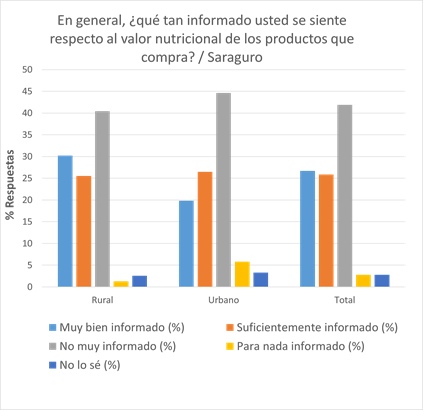 En general, ¿qué tan informado usted se siente
respecto al valor nutricional de los productos que
compra? / Saraguro
50
45
40
35
30
25
20
15
10
5
0
% Respuestas
Rural
Urbano
Total
Muy bien informado (%)
Suficientemente informado (%)
No muy informado (%)
Para nada informado (%)
No lo sé (%)